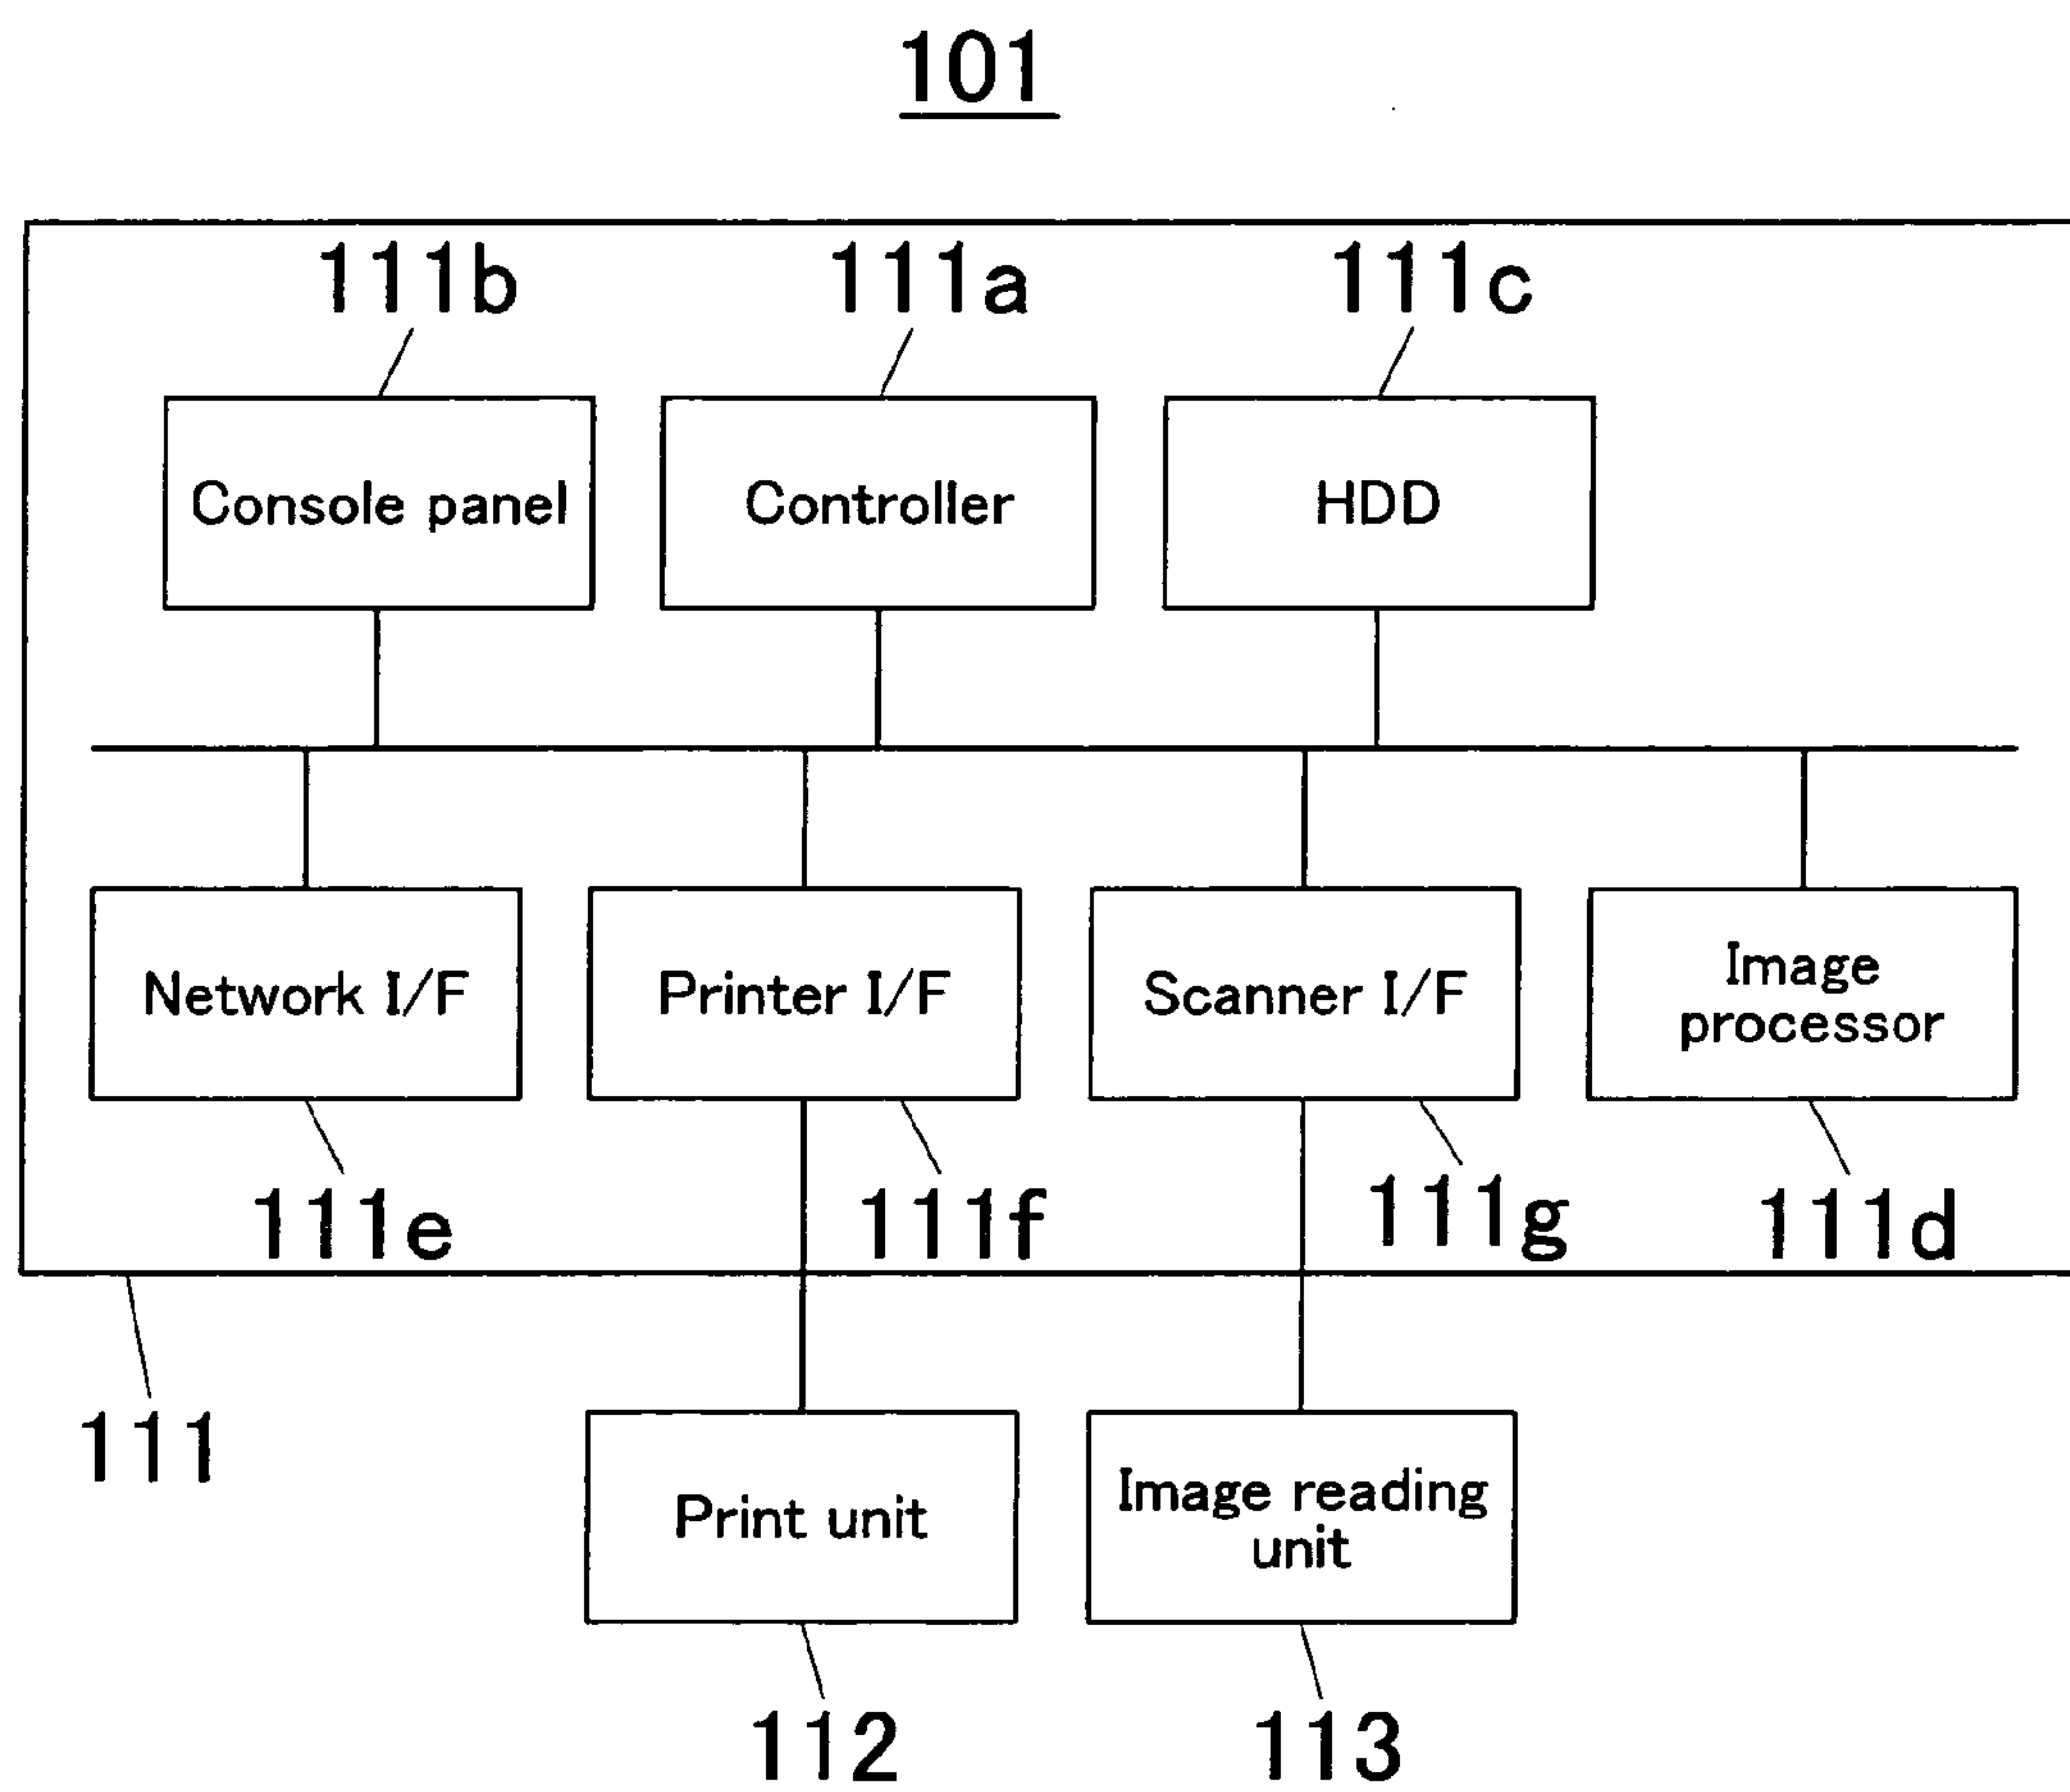 101
111b
111a
111c
Console panel
Controller
HDD
Network I/F
Printer I/F
Scanner I/F
Image
processor
111e
111f
111g
111d
111
Print unit
Image reading
unit
112
113